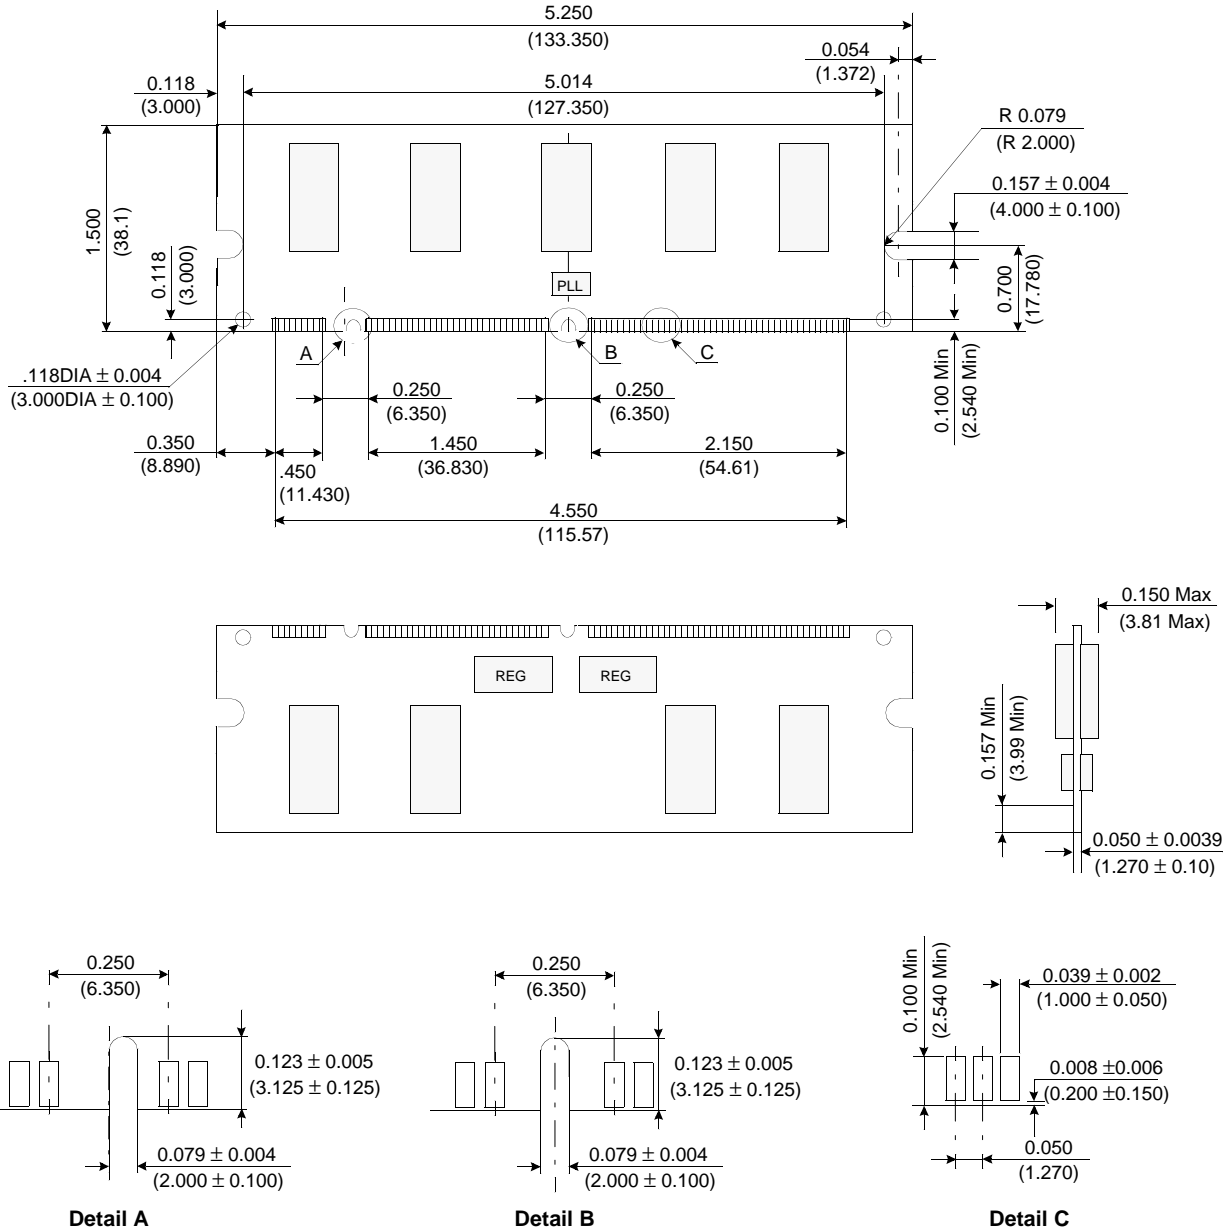 5.250
(133.350)
0.054
(1.372)
0.118
(3.000)
5.014
(127.350)
R 0.079
(R 2.000)
0.157 ± 0.004
(4.000 ± 0.100)
1.500
(38.1)
0.118
(3.000)
0.700
(17.780)
PLL
A
B
C
.118DIA ± 0.004
(3.000DIA ± 0.100)
0.250
(6.350)
0.250
(6.350)
0.100 Min
(2.540 Min)
0.350
(8.890)
.450
(11.430)
1.450
(36.830)
2.150
(54.61)
4.550
(115.57)
0.150 Max
(3.81 Max)
REG
REG
0.157 Min
(3.99 Min)
0.050 ± 0.0039
(1.270 ± 0.10)
0.250
(6.350)
0.123 ± 0.005
(3.125 ± 0.125)
0.079 ± 0.004
(2.000 ± 0.100)
Detail A
0.250
(6.350)
0.123 ± 0.005
(3.125 ± 0.125)
0.079 ± 0.004
(2.000 ± 0.100)
Detail B
0.100 Min
(2.540 Min)
0.039 ± 0.002
(1.000 ± 0.050)
0.008 ±0.006
(0.200 ±0.150)
0.050
(1.270)
Detail C